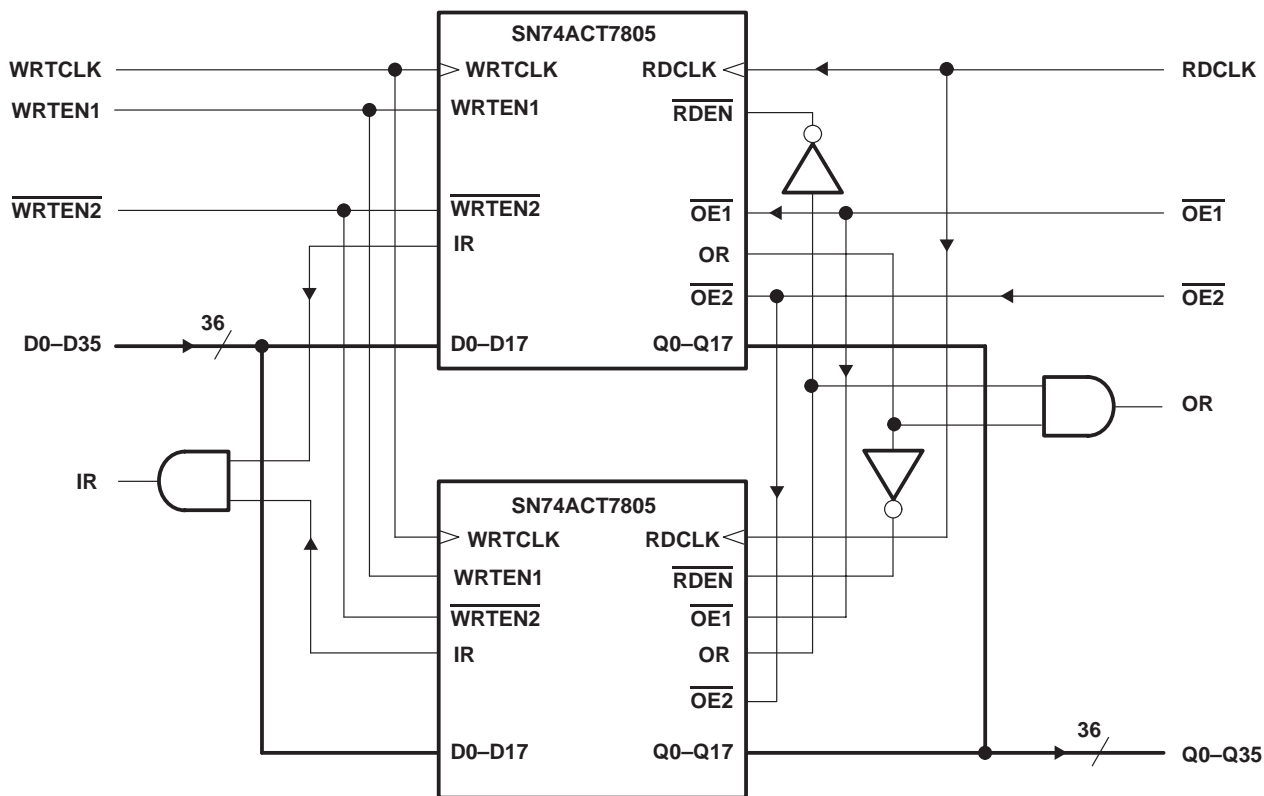 SN74ACT7805
WRTCLK
WRTCLK
RDCLK
RDCLK
WRTEN1
WRTEN1
RDEN
WRTEN2
WRTEN2
OE1
OE1
IR
OR
OE2
OE2
D0–D35
36
D0–D17
Q0–Q17
OR
IR
SN74ACT7805
WRTCLK
RDCLK
WRTEN1
RDEN
WRTEN2
OE1
IR
OR
OE2
D0–D17
Q0–Q17
36
Q0–Q35